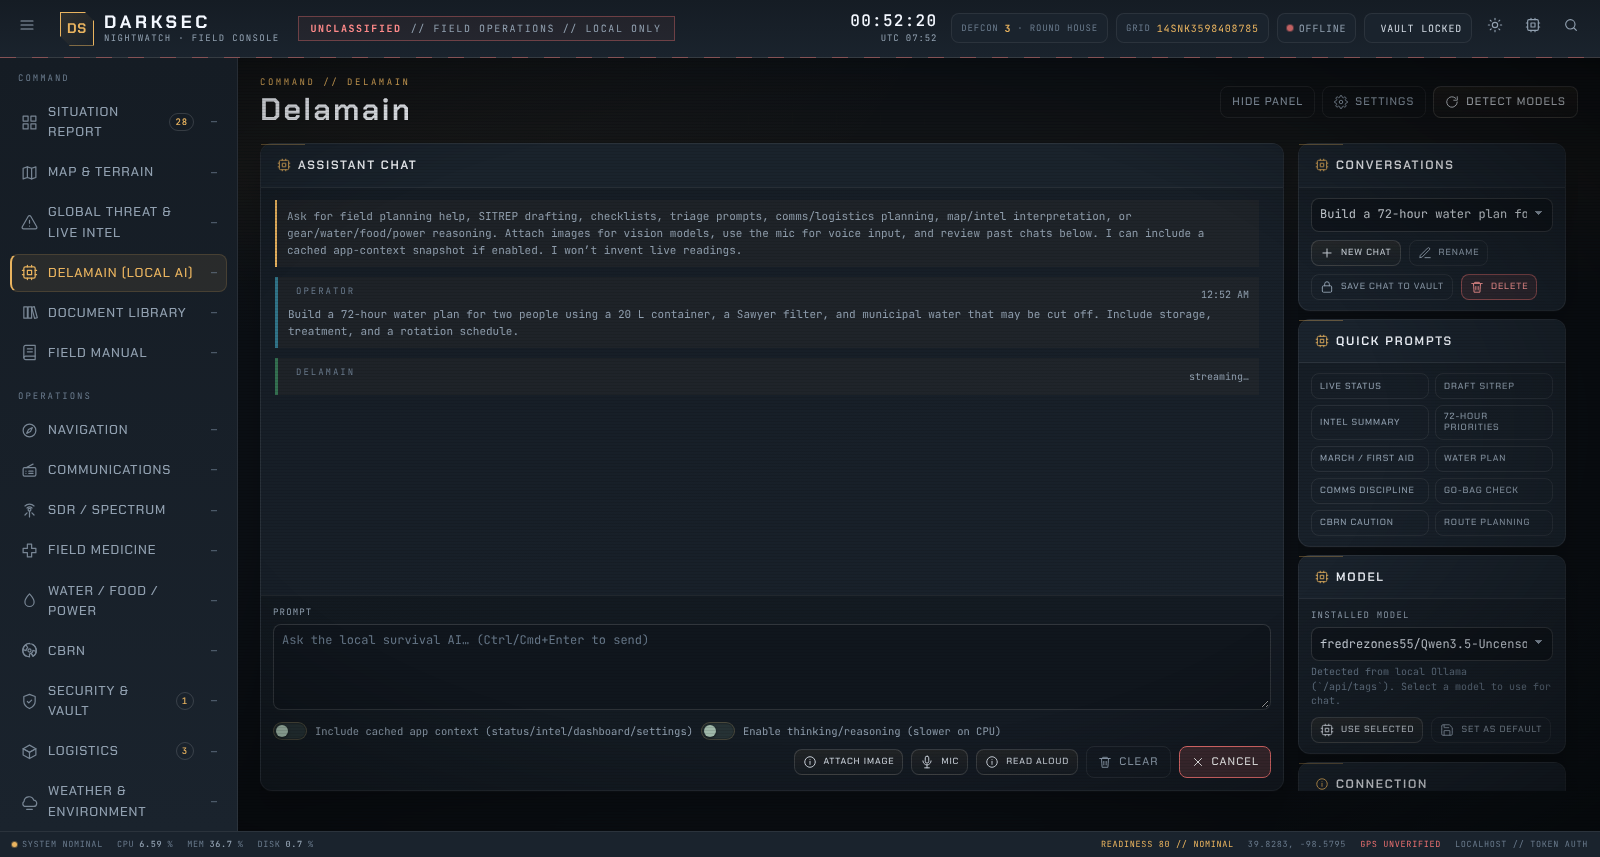 DS
DARKSEC
NIGHTWATCH · FIELD CONSOLE
UNCLASSIFIED // FIELD OPERATIONS // LOCAL ONLY
00:52:20
UTC 07:52
DEFCON 3 · ROUND HOUSE
GRID 14SNK3598408785
OFFLINE
VAULT LOCKED
COMMAND
SITUATION
REPORT
28
MAP & TERRAIN
GLOBAL THREAT &
LIVE INTEL
DELAMAIN (LOCAL AI)
DOCUMENT LIBRARY
FIELD MANUAL
OPERATIONS
NAVIGATION
COMMUNICATIONS
SDR / SPECTRUM
FIELD MEDICINE
WATER / FOOD /
POWER
CBRN
SECURITY &
VAULT
1
LOGISTICS
3
WEATHER &
ENVIRONMENT
COMMAND // DELAMAIN
Delamain
HIDE PANEL
SETTINGS
DETECT MODELS
ASSISTANT CHAT
Ask for field planning help, SITREP drafting, checklists, triage prompts, comms/logistics planning, map/intel interpretation, or
gear/water/food/power reasoning. Attach images for vision models, use the mic for voice input, and review past chats below. I can include a
cached app-context snapshot if enabled. I won’t invent live readings.
OPERATOR
12:52 AM
Build a 72-hour water plan for two people using a 20 L container, a Sawyer filter, and municipal water that may be cut off. Include storage,
treatment, and a rotation schedule.
DELAMAIN
streaming…
PROMPT
Ask the local survival AI… (Ctrl/Cmd+Enter to send)
Include cached app context (status/intel/dashboard/settings)
Enable thinking/reasoning (slower on CPU)
ATTACH IMAGE
MIC
READ ALOUD
CLEAR
CANCEL
CONVERSATIONS
Build a 72-hour water plan fo
NEW CHAT
RENAME
SAVE CHAT TO VAULT
DELETE
QUICK PROMPTS
LIVE STATUS
DRAFT SITREP
INTEL SUMMARY
72-HOUR
PRIORITIES
MARCH / FIRST AID
WATER PLAN
COMMS DISCIPLINE
GO-BAG CHECK
CBRN CAUTION
ROUTE PLANNING
MODEL
INSTALLED MODEL
fredrezones55/Qwen3.5-Uncenso
Detected from local Ollama
(`/api/tags`). Select a model to use for
chat.
USE SELECTED
SET AS DEFAULT
CONNECTION
SYSTEM NOMINAL
CPU 6.59 %
MEM 36.7 %
DISK 0.7 %
READINESS 80 // NOMINAL
39.8283, -98.5795
GPS UNVERIFIED
LOCALHOST // TOKEN AUTH